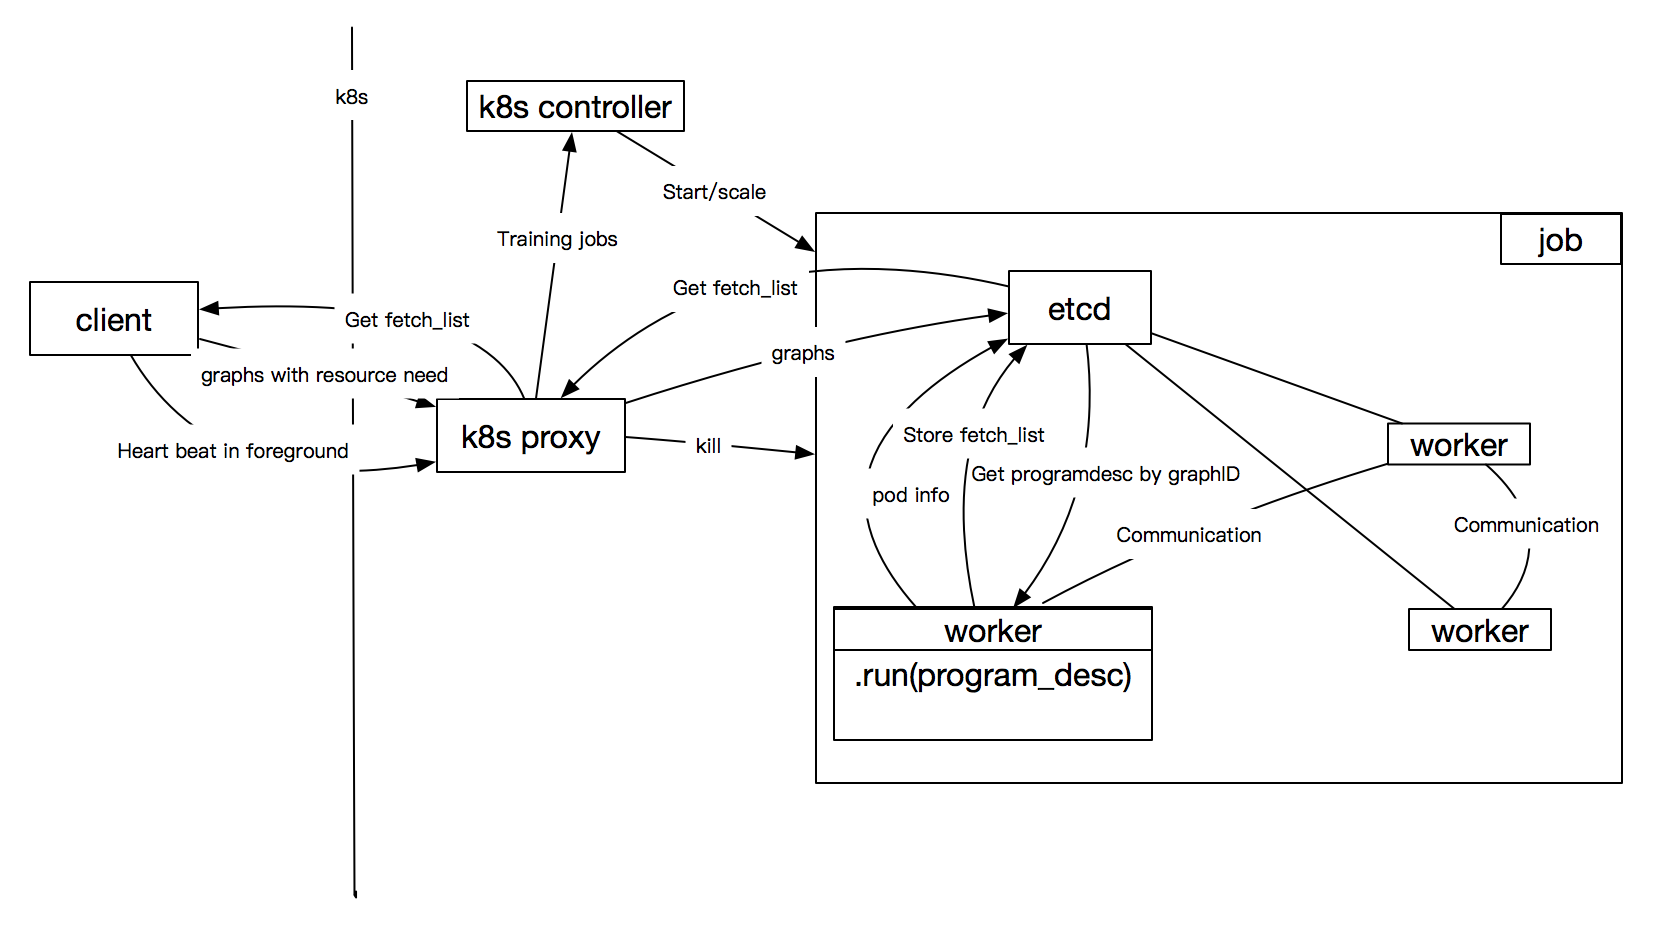 k8s
k8s controller
Start/scale
Training jobs
job
Get fetch_list
etcd
client
Get fetch_list
graphs
graphs with resource need
k8s proxy
kill
Heart beat in foreground
Store fetch_list
worker
Get programdesc by graphID
pod info
Communication
Communication
worker
.run(program_desc)
worker